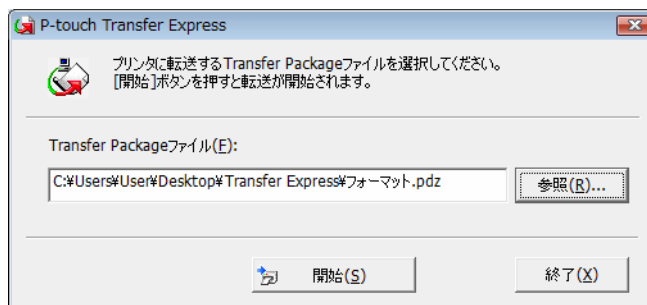 P-touch Transfer Express
プリンタに転送するTransfer Packageファイルを選択してください。
[開始]ボタンを押すと転送が開始されます。
Transfer Packageファイル(F):
C:¥Users¥User¥Desktop¥Transfer Express¥フォーマット.pdz
参照(R)...
開始(S)
終了(X)